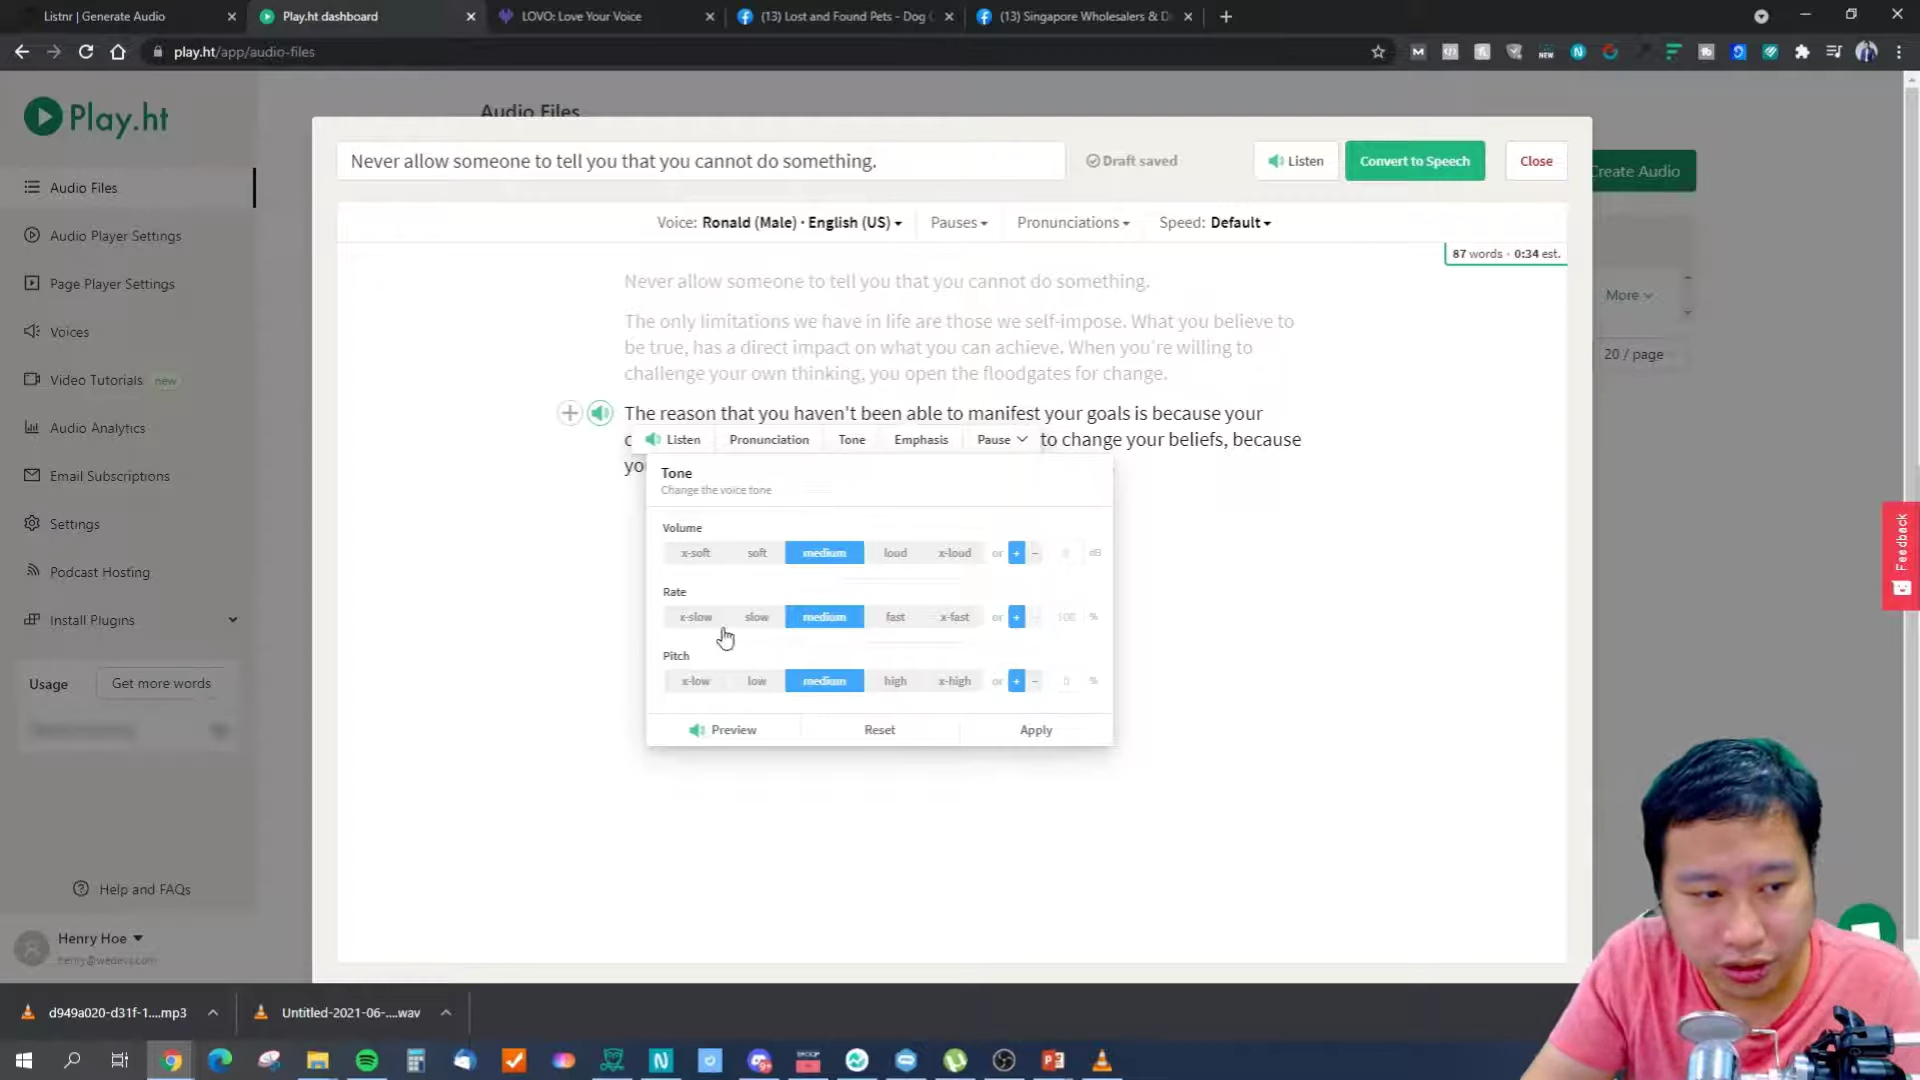 Listnr | Generate Audio
Play.ht dashboard
LOVO: Love Your Voice
(13) Lost and Found Pets - Dog
(13) Singapore Wholesalers & D
play.ht/app/audio-files
Play.ht
Audio Files
Audio Player Settings
Page Player Settings
Voices
Video Tutorials new
Audio Analytics
Email Subscriptions
Settings
Podcast Hosting
Install Plugins
Usage
Get more words
Help and FAQs
Henry Hoe
henry@wedevs.com
Audio Files
Create Audio
More
20 / page
Never allow someone to tell you that you cannot do something.
Draft saved
Listen
Convert to Speech
Close
Voice: Ronald (Male) · English (US)
Pauses
Pronunciations
Speed: Default
87 words · 0:34 est.
Never allow someone to tell you that you cannot do something.
The only limitations we have in life are those we self-impose. What you believe to
be true, has a direct impact on what you can achieve. When you're willing to
challenge your own thinking, you open the floodgates for change.
The reason that you haven't been able to manifest your goals is because your
to change your beliefs, because
yo
Listen
Pronunciation
Tone
Emphasis
Pause
Tone
Change the voice tone
Volume
x-soft soft medium loud x-loud or + - 0 dB
Rate
x-slow slow medium fast x-fast or + - 100 %
Pitch
x-low low medium high x-high or + - 0 %
Preview
Reset
Apply
Feedback
d949a020-d31f-1....mp3
Untitled-2021-06-....wav